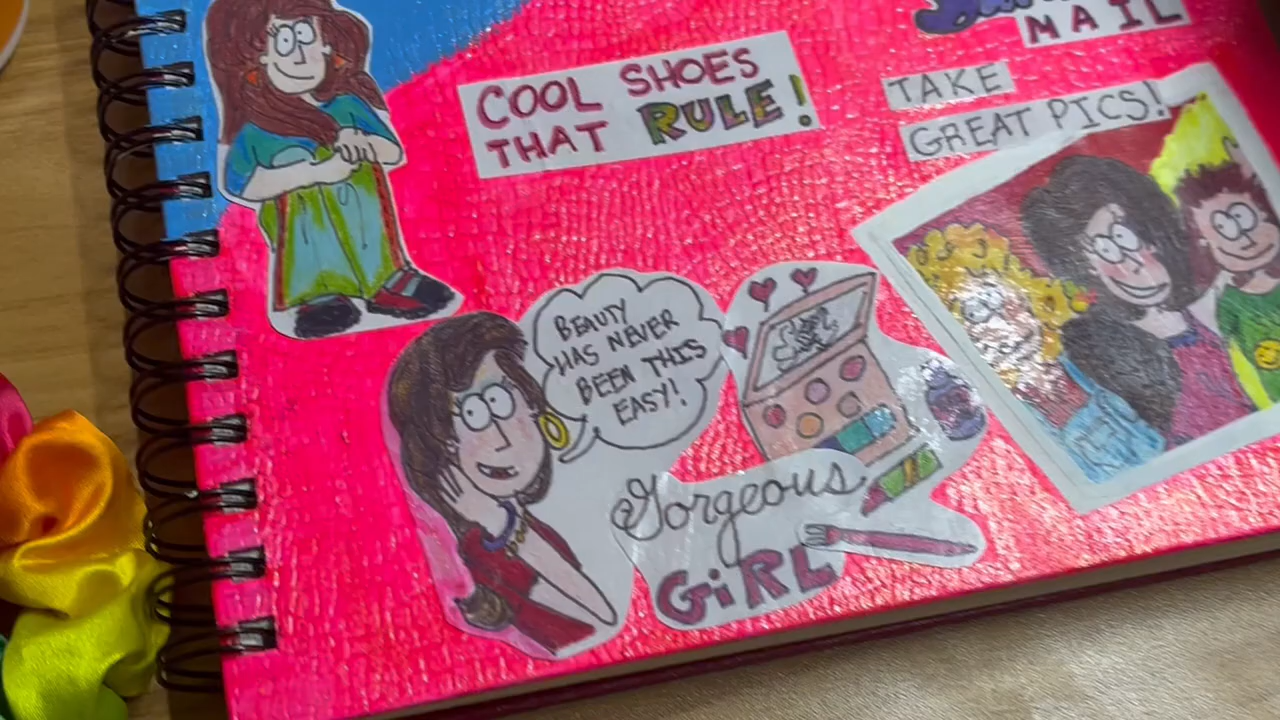 COOL SHOES
THAT RULE!
MAIL
TAKE
GREAT PICS!
BEAUTY
HAS NEVER
BEEN THIS
EASY!
Gorgeous
GiRL